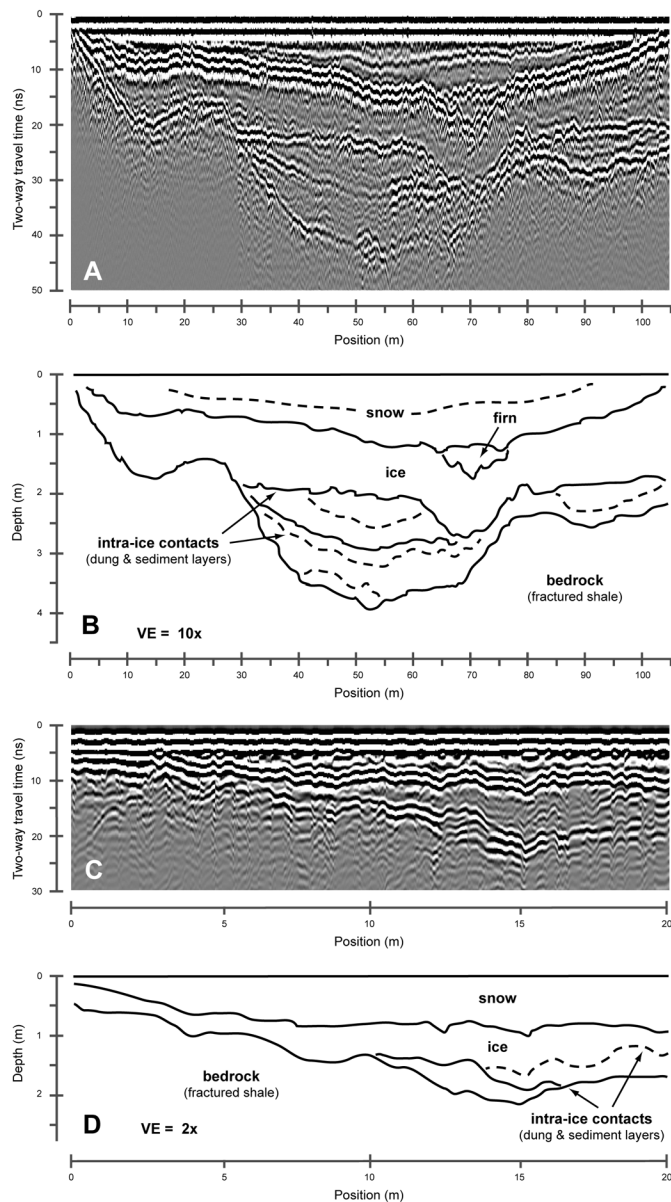 0
10
20
30
40
50
Two-way travel time (ns)
A
0 10 20 30 40 50 60 70 80 90 100
Position (m)
0
1
2
3
4
Depth (m)
snow
firn
ice
intra-ice contacts
(dung & sediment layers)
bedrock
(fractured shale)
B
VE = 10x
0 10 20 30 40 50 60 70 80 90 100
Position (m)
0
10
20
30
Two-way travel time (ns)
C
0 5 10 15 20
Position (m)
0
1
2
Depth (m)
snow
ice
bedrock
(fractured shale)
intra-ice contacts
(dung & sediment layers)
D
VE = 2x
0 5 10 15 20
Position (m)